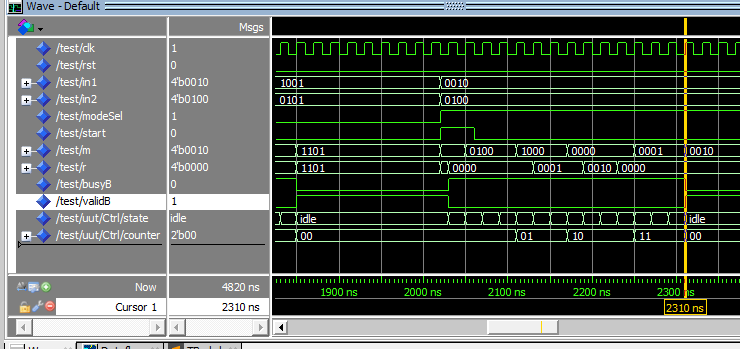 Wave - Default
Msgs
/test/clk 1
/test/rst 0
/test/in1 4'b0010 1001 0010
/test/in2 4'b0100 0101 0100
/test/modeSel 1
/test/start 0
/test/m 4'b0010 1101 0100 1000 0000 0001 0010
/test/r 4'b0000 1101 0000 0001 0010 0000
/test/busyB 0
/test/validB 1
/test/uut/Ctrl/state idle idle idle
/test/uut/Ctrl/counter 2'b00 00 01 10 11 00
Now 4820 ns 1900 ns 2000 ns 2100 ns 2200 ns 2300
Cursor 1 2310 ns 2310 ns